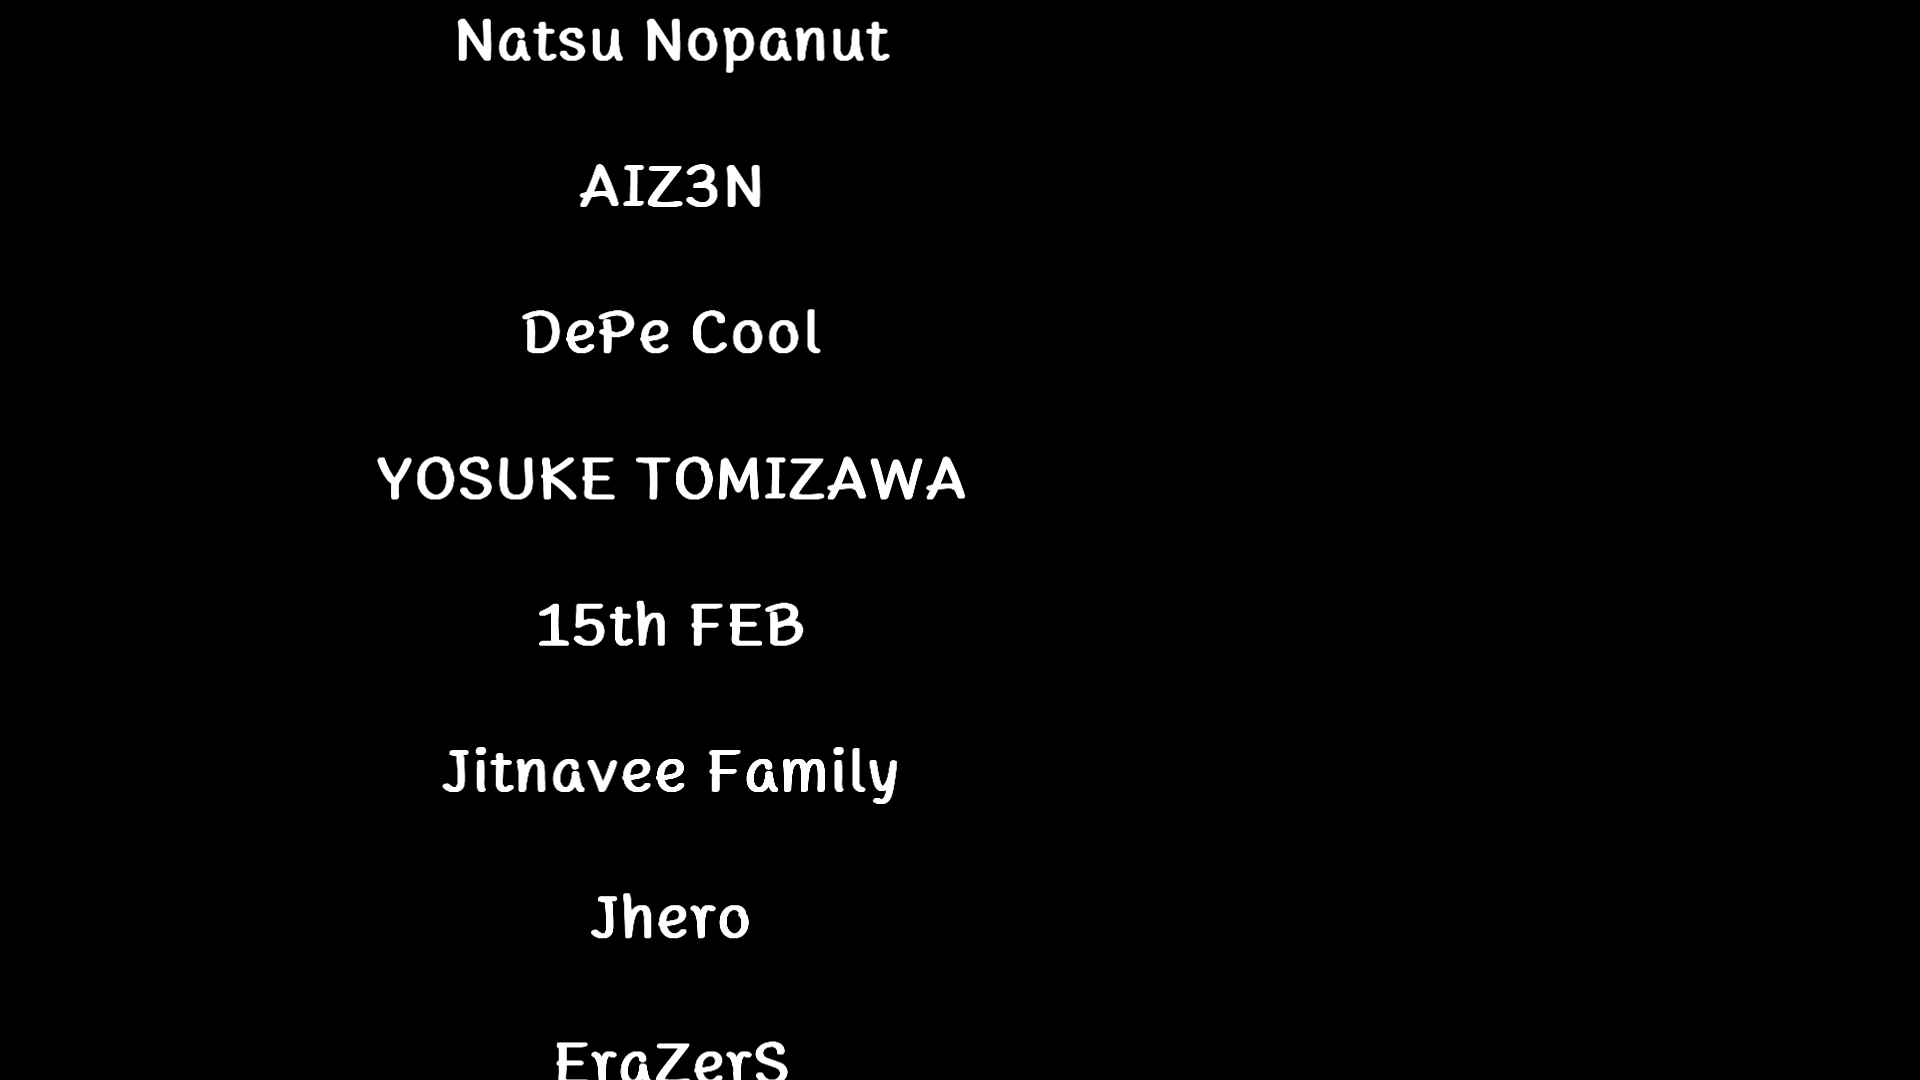 Natsu Nopanut
AIZ3N
DePe Cool
YOSUKE TOMIZAWA
15th FEB
Jitnavee Family
Jhero
EraZerS